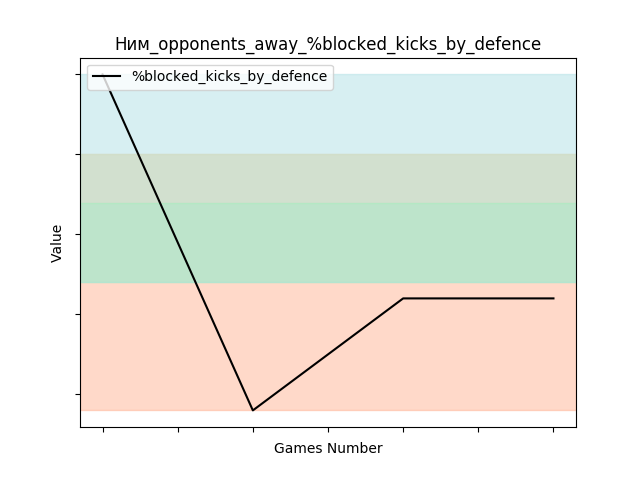 Ним_opponents_away_%blocked_kicks_by_defence
%blocked_kicks_by_defence
Value
Games Number